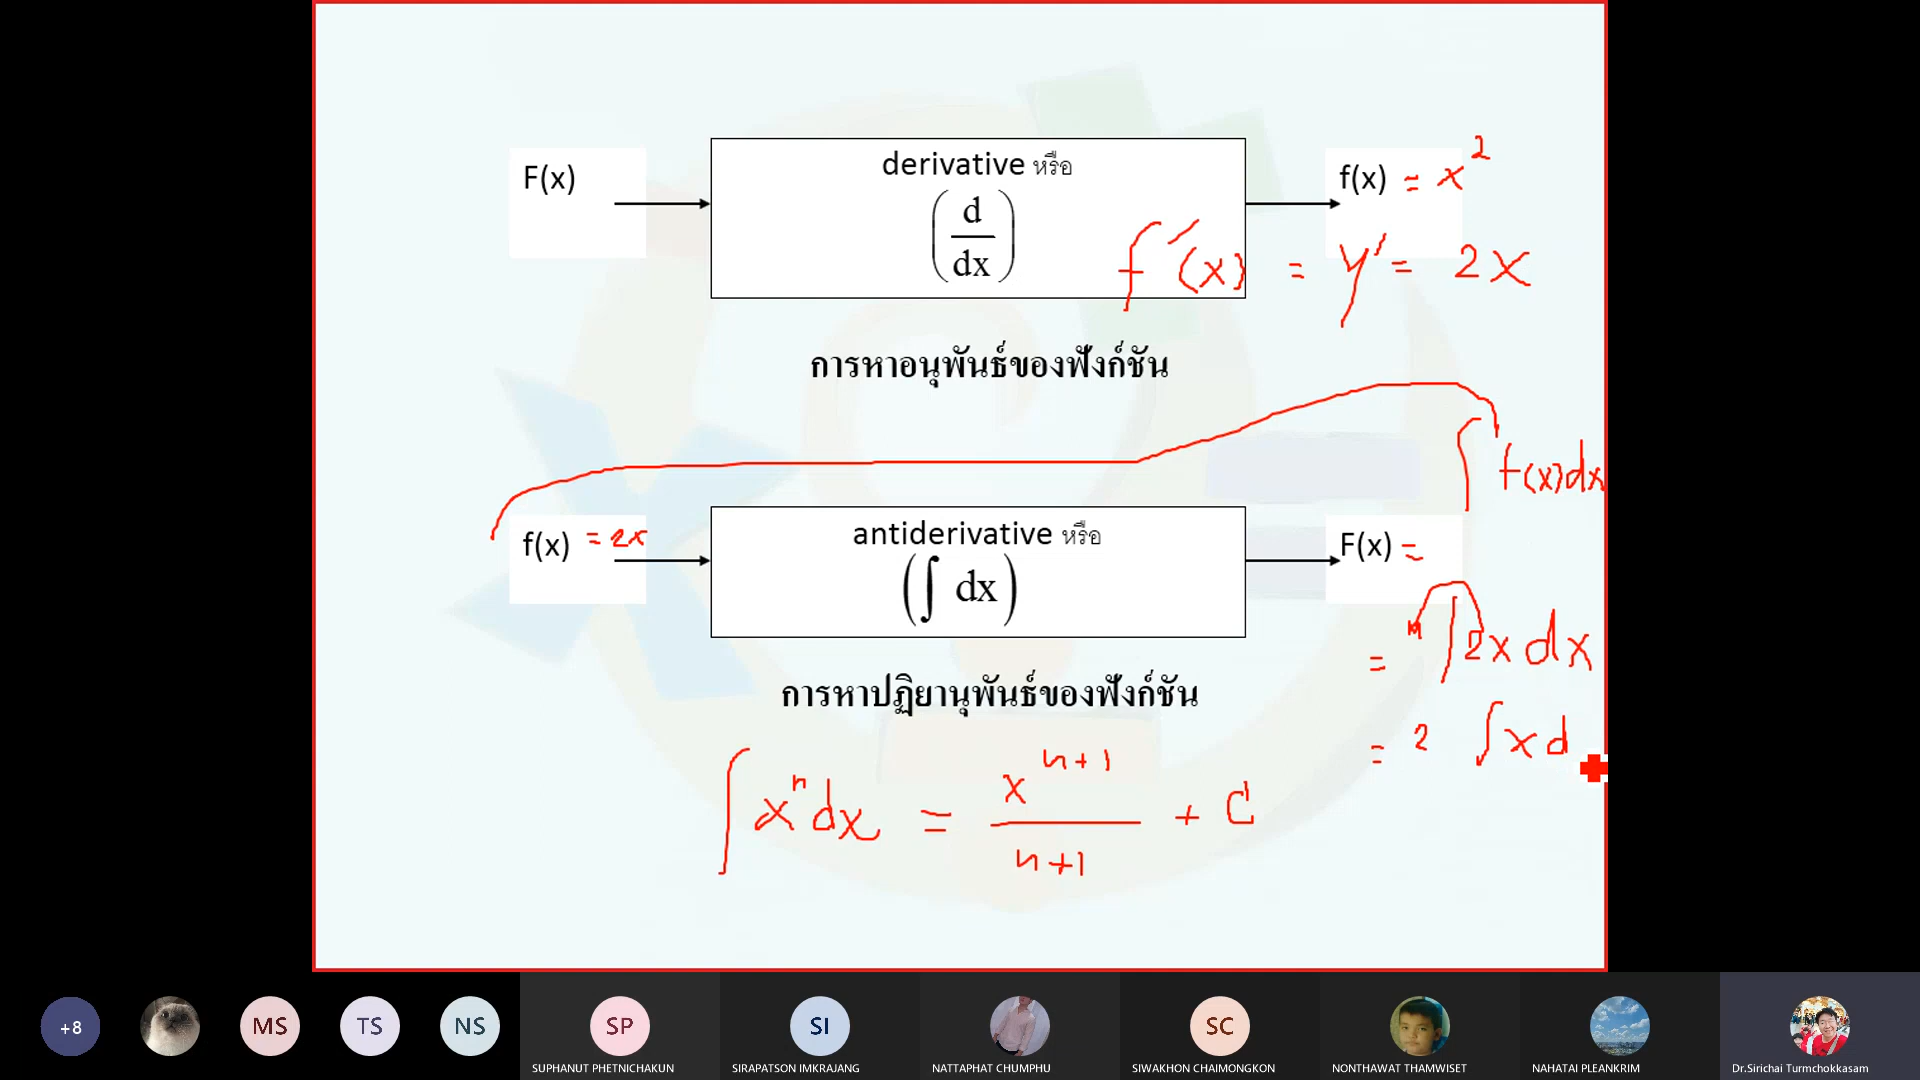 F(x)
derivative หรือ
( d / dx )
f(x) = x²
f′(x) = y′ = 2x
การหาอนุพันธ์ของฟังก์ชัน
∫ f(x)dx
f(x) = 2x
antiderivative หรือ
( ∫ dx )
F(x) =
= ∫ 2x dx
การหาปฏิยานุพันธ์ของฟังก์ชัน
= 2 ∫ x d
∫ xⁿ dx = xⁿ⁺¹ / n+1 + C
+8
MS
TS
NS
SP
SUPHANUT PHETNICHAKUN
SI
SIRAPATSON IMKRAJANG
NATTAPHAT CHUMPHU
SC
SIWAKHON CHAIMONGKON
NONTHAWAT THAMWISET
NAHATAI PLEANKRIM
Dr.Sirichai Turmchokkasam